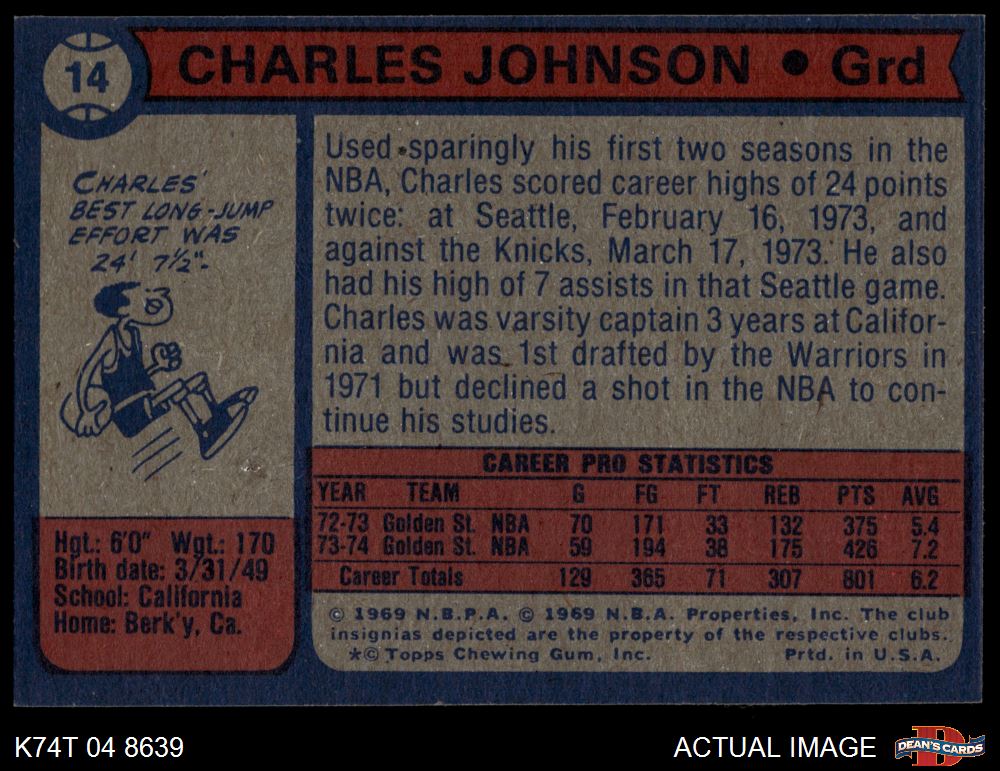 14
CHARLES JOHNSON • Grd
CHARLES'
BEST LONG-JUMP
EFFORT WAS
24' 7½".
Used sparingly his first two seasons in the
NBA, Charles scored career highs of 24 points
twice: at Seattle, February 16, 1973, and
against the Knicks, March 17, 1973. He also
had his high of 7 assists in that Seattle game.
Charles was varsity captain 3 years at Califor-
nia and was 1st drafted by the Warriors in
1971 but declined a shot in the NBA to con-
tinue his studies.
Hgt.: 6'0" Wgt.: 170
Birth date: 3/31/49
School: California
Home: Berk'y, Ca.
CAREER PRO STATISTICS
YEAR TEAM G FG FT REB PTS AVG
72-73 Golden St. NBA 70 171 33 132 375 5.4
73-74 Golden St. NBA 59 194 38 175 426 7.2
Career Totals 129 365 71 307 801 6.2
© 1969 N.B.P.A. © 1969 N.B.A. Properties, Inc. The club
insignias depicted are the property of the respective clubs.
*© Topps Chewing Gum, Inc. Prtd. in U.S.A.
K74T 04 8639
ACTUAL IMAGE
D
DEAN'S CARDS